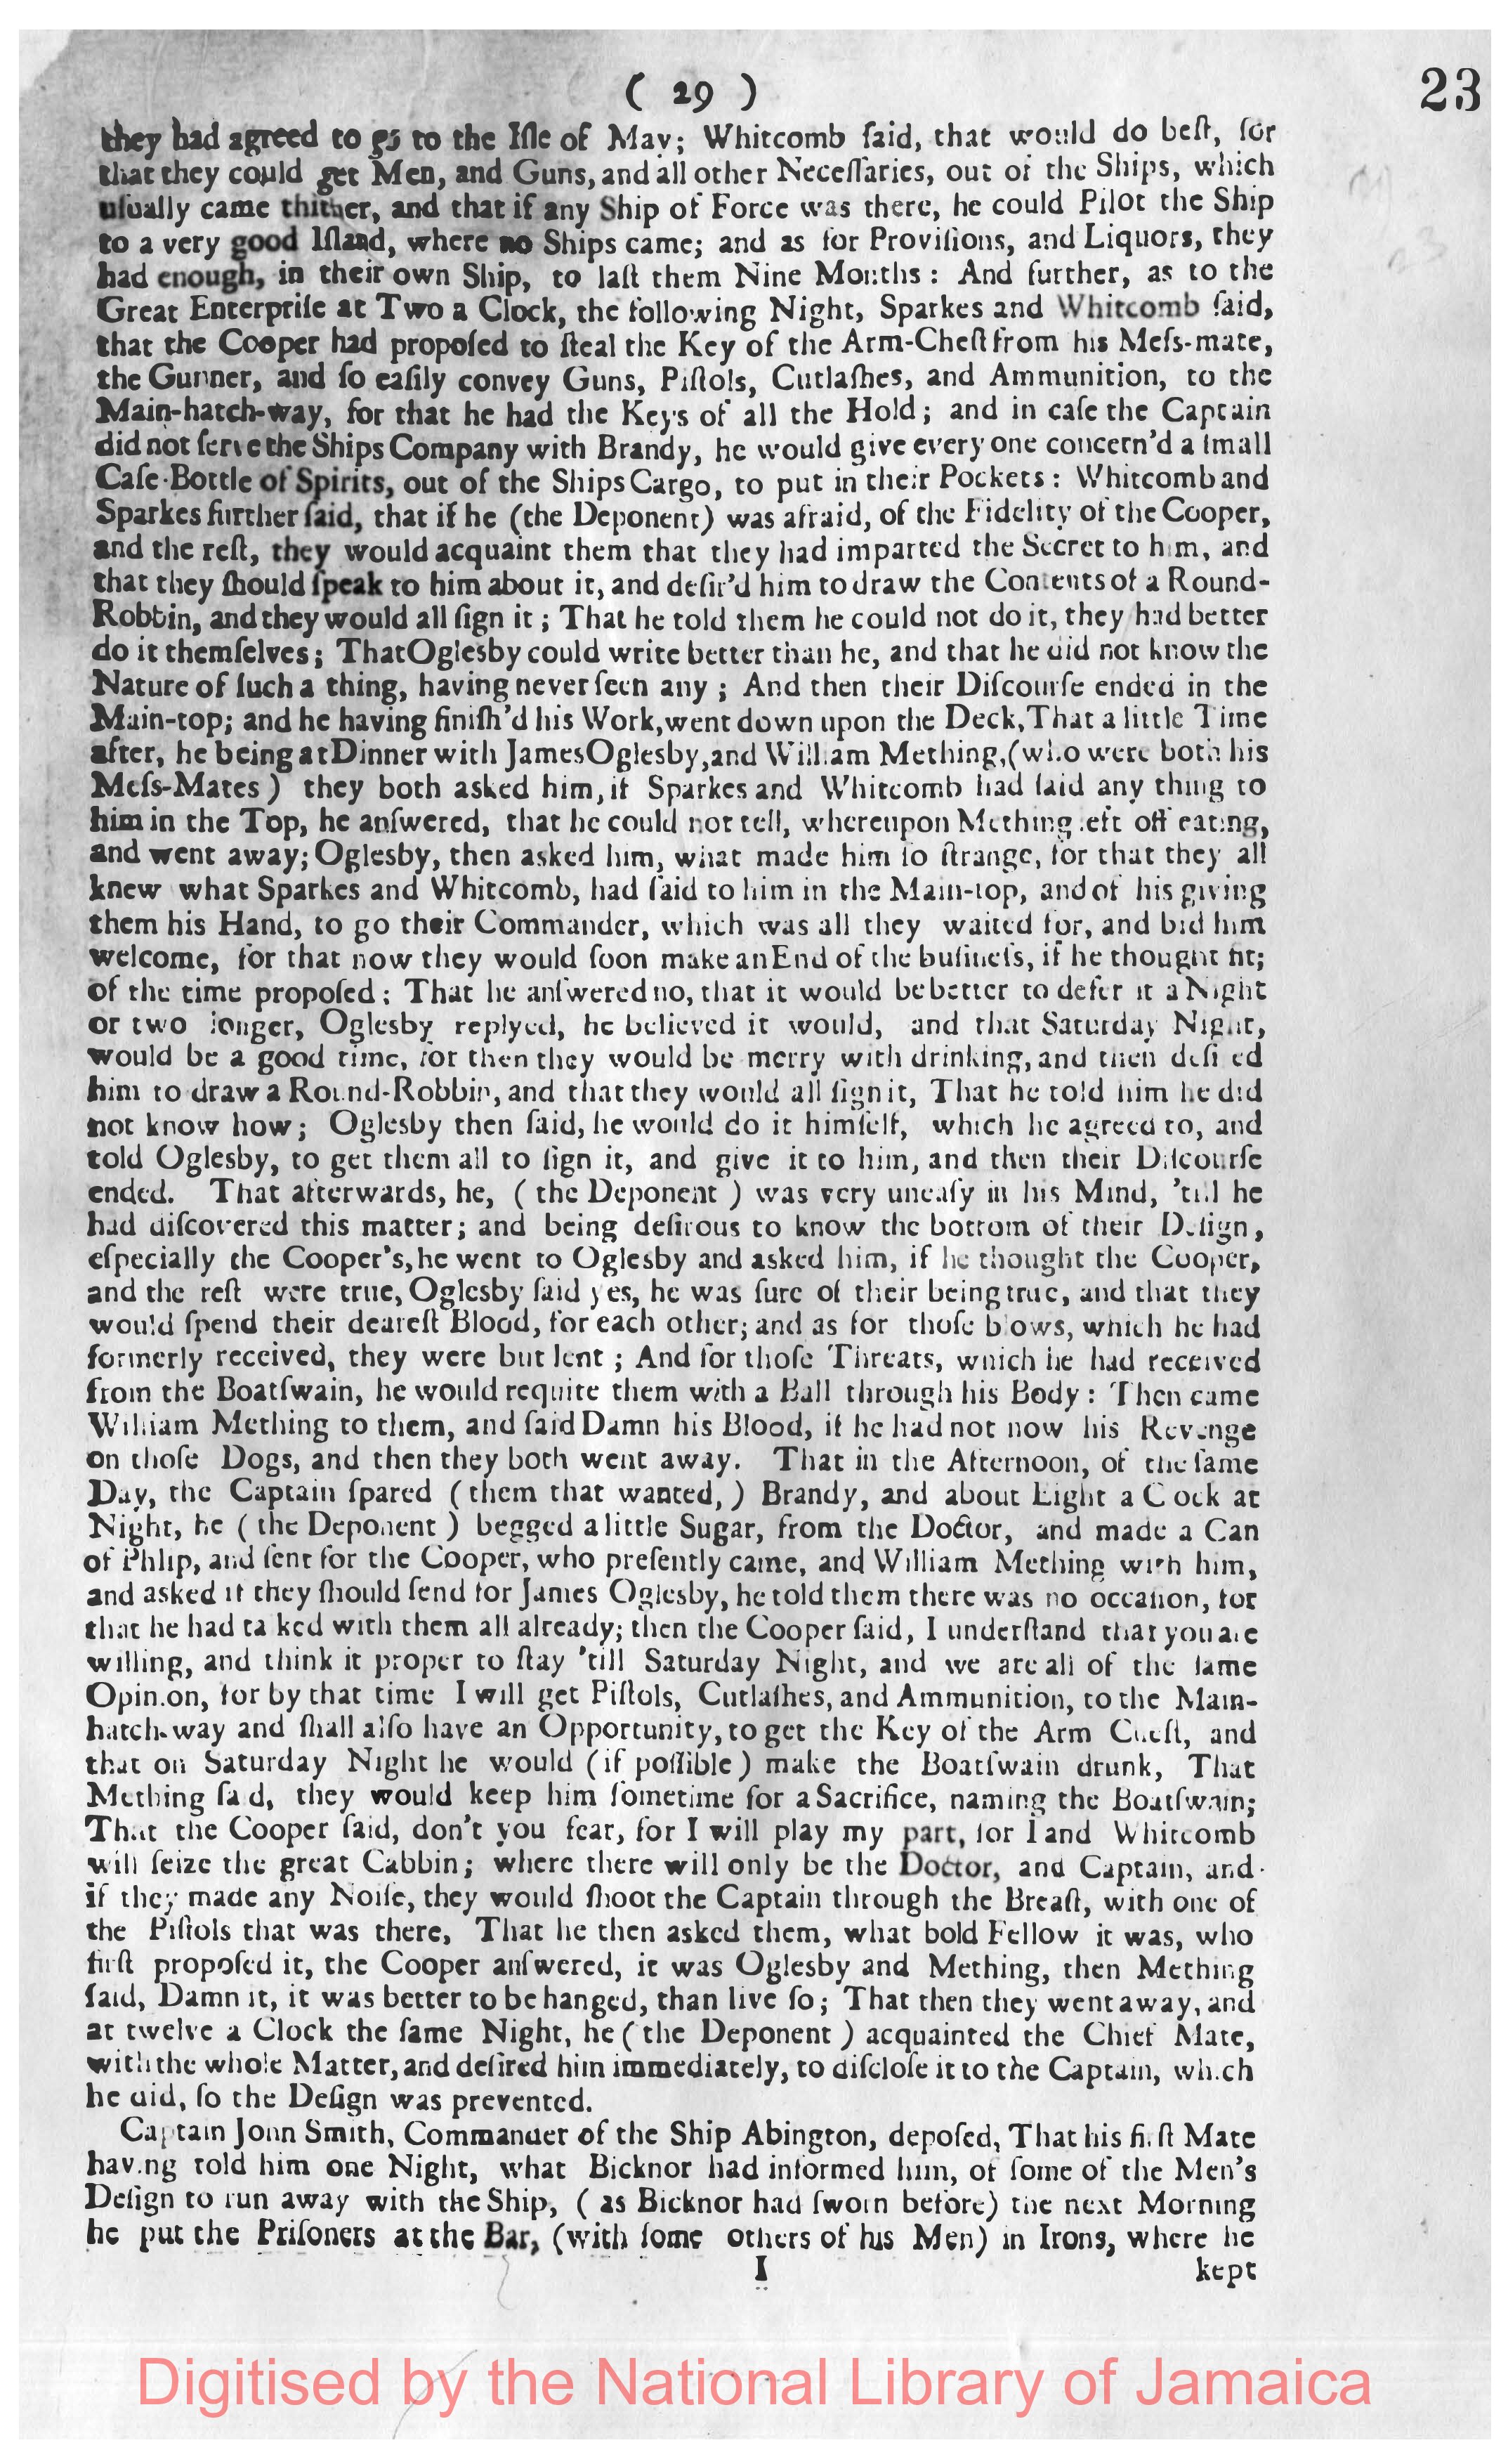 ( 29 )
23
they had agreed to go to the Iſle of May; Whitcomb ſaid, that would do beſt, for
that they could get Men, and Guns, and all other Neceſſaries, out of the Ships, which
uſually came thither, and that if any Ship of Force was there, he could Pilot the Ship
to a very good Iſland, where no Ships came; and as for Proviſions, and Liquors, they
had enough, in their own Ship, to laſt them Nine Months: And further, as to the
Great Enterpriſe at Two a Clock, the following Night, Sparkes and Whitcomb ſaid,
that the Cooper had propoſed to ſteal the Key of the Arm-Cheſt from his Meſs-mate,
the Gunner, and ſo eaſily convey Guns, Piſtols, Cutlaſhes, and Ammunition, to the
Main-hatch-way, for that he had the Keys of all the Hold; and in caſe the Captain
did not ſerve the Ships Company with Brandy, he would give every one concern'd a ſmall
Caſe-Bottle of Spirits, out of the Ships Cargo, to put in their Pockets: Whitcomb and
Sparkes further ſaid, that if he (the Deponent) was afraid, of the Fidelity of the Cooper,
and the reſt, they would acquaint them that they had imparted the Secret to him, and
that they ſhould ſpeak to him about it, and deſir'd him to draw the Contents of a Round-
Robbin, and they would all ſign it; That he told them he could not do it, they had better
do it themſelves; That Oglesby could write better than he, and that he did not know the
Nature of ſuch a thing, having never ſeen any; And then their Diſcourſe ended in the
Main-top; and he having finiſh'd his Work, went down upon the Deck, That a little Time
after, he being at Dinner with James Oglesby, and William Mething, (who were both his
Meſs-Mates) they both asked him, if Sparkes and Whitcomb had ſaid any thing to
him in the Top, he anſwered, that he could not tell, whereupon Mething left off eating,
and went away; Oglesby, then asked him, what made him ſo ſtrange, for that they all
knew what Sparkes and Whitcomb, had ſaid to him in the Main-top, and of his giving
them his Hand, to go their Commander, which was all they waited for, and bid him
welcome, for that now they would ſoon make an End of the buſineſs, if he thought fit;
of the time propoſed: That he anſwered no, that it would be better to defer it a Night
or two longer, Oglesby replyed, he believed it would, and that Saturday Night,
would be a good time, for then they would be merry with drinking, and then deſired
him to draw a Round-Robbin, and that they would all ſign it, That he told him he did
not know how; Oglesby then ſaid, he would do it himſelf, which he agreed to, and
told Oglesby, to get them all to ſign it, and give it to him, and then their Diſcourſe
ended. That afterwards, he, ( the Deponent ) was very uneaſy in his Mind, 'till he
had diſcovered this matter; and being deſirous to know the bottom of their Deſign,
eſpecially the Cooper's, he went to Oglesby and asked him, if he thought the Cooper,
and the reſt were true, Oglesby ſaid yes, he was ſure of their being true, and that they
would ſpend their deareſt Blood, for each other; and as for thoſe blows, which he had
formerly received, they were but lent; And for thoſe Threats, which he had received
from the Boatſwain, he would requite them with a Ball through his Body: Then came
William Mething to them, and ſaid Damn his Blood, if he had not now his Revenge
on thoſe Dogs, and then they both went away. That in the Afternoon, of the ſame
Day, the Captain ſpared ( them that wanted, ) Brandy, and about Eight a Clock at
Night, he ( the Deponent ) begged a little Sugar, from the Doctor, and made a Can
of Phlip, and ſent for the Cooper, who preſently came, and William Mething with him,
and asked if they ſhould ſend for James Oglesby, he told them there was no occaſion, for
that he had talked with them all already; then the Cooper ſaid, I underſtand that you are
willing, and think it proper to ſtay 'till Saturday Night, and we are all of the ſame
Opinion, for by that time I will get Piſtols, Cutlaſhes, and Ammunition, to the Main-
hatch-way and ſhall alſo have an Opportunity, to get the Key of the Arm Cheſt, and
that on Saturday Night he would (if poſſible) make the Boatſwain drunk, That
Mething ſaid, they would keep him ſometime for a Sacrifice, naming the Boatſwain;
That the Cooper ſaid, don't you fear, for I will play my part, for I and Whitcomb
will ſeize the great Cabbin; where there will only be the Doctor, and Captain, and
if they made any Noiſe, they would ſhoot the Captain through the Breaſt, with one of
the Piſtols that was there, That he then asked them, what bold Fellow it was, who
firſt propoſed it, the Cooper anſwered, it was Oglesby and Mething, then Mething
ſaid, Damn it, it was better to be hanged, than live ſo; That then they went away, and
at twelve a Clock the ſame Night, he ( the Deponent ) acquainted the Chief Mate,
with the whole Matter, and deſired him immediately, to diſcloſe it to the Captain, which
he did, ſo the Deſign was prevented.
Captain John Smith, Commander of the Ship Abington, depoſed, That his firſt Mate
having told him one Night, what Bicknor had informed him, of ſome of the Men's
Deſign to run away with the Ship, ( as Bicknor had ſworn before) the next Morning
he put the Priſoners at the Bar, (with ſome others of his Men) in Irons, where he
I
kept
Digitised by the National Library of Jamaica